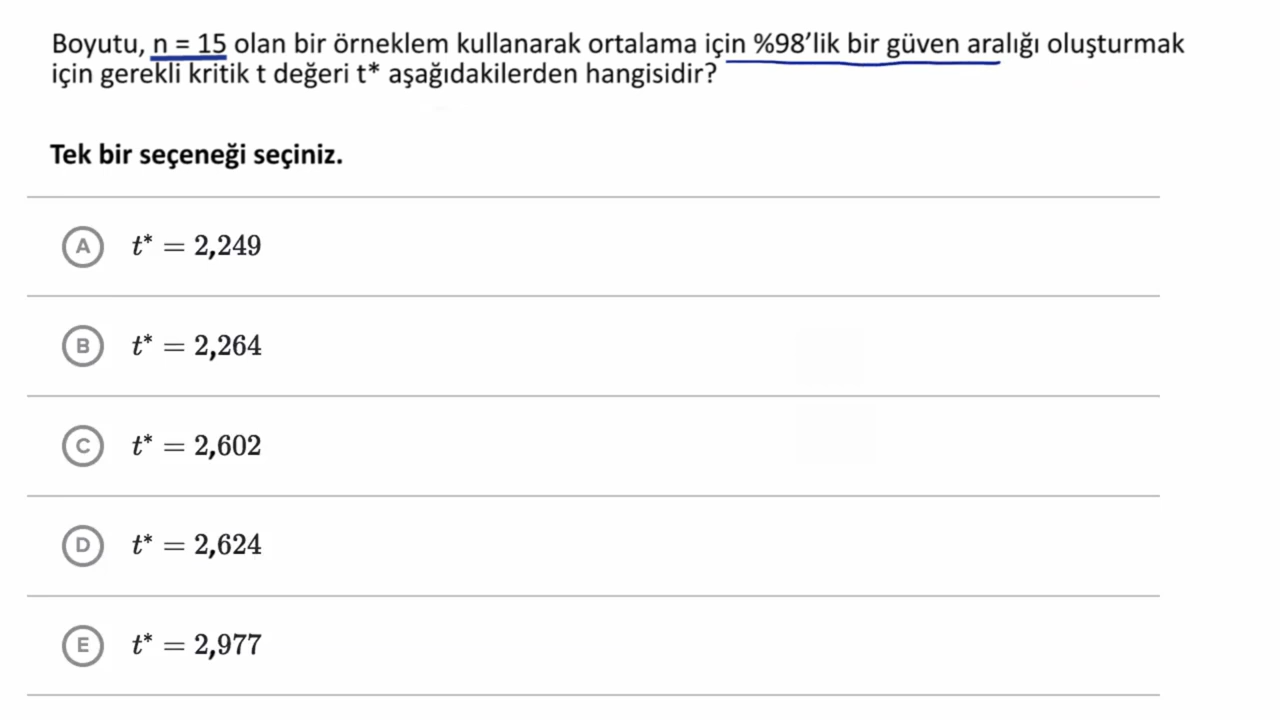 Boyutu, n = 15 olan bir örneklem kullanarak ortalama için %98’lik bir güven aralığı oluşturmak
için gerekli kritik t değeri t* aşağıdakilerden hangisidir?
Tek bir seçeneği seçiniz.
A t* = 2,249
B t* = 2,264
C t* = 2,602
D t* = 2,624
E t* = 2,977